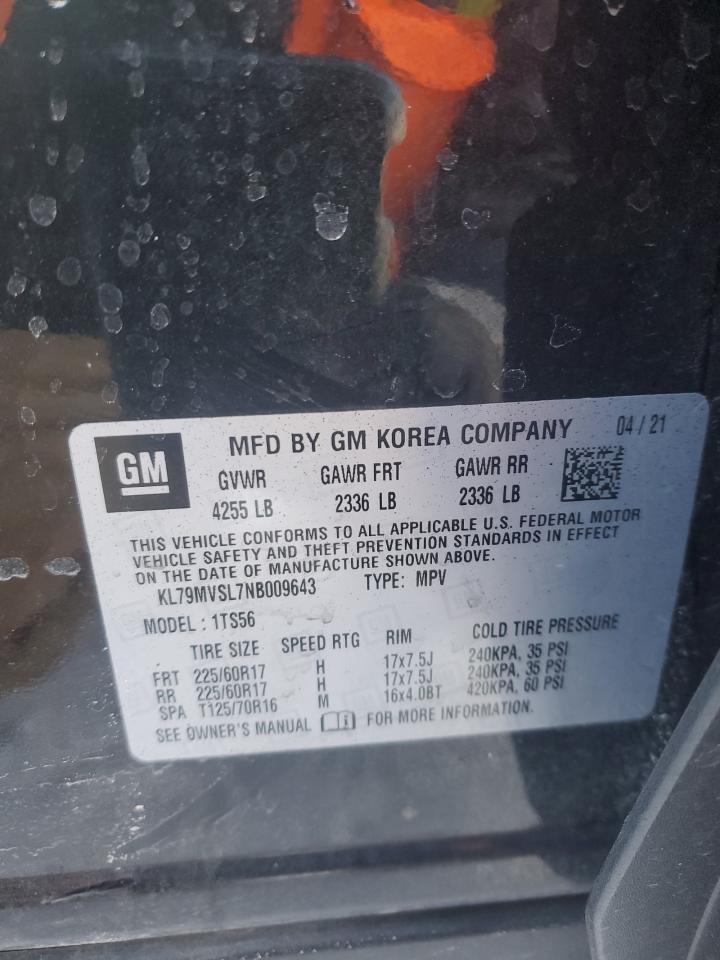 GM
MFD BY GM KOREA COMPANY 04 / 21
GVWR GAWR FRT GAWR RR
4255 LB 2336 LB 2336 LB
THIS VEHICLE CONFORMS TO ALL APPLICABLE U.S. FEDERAL MOTOR
VEHICLE SAFETY AND THEFT PREVENTION STANDARDS IN EFFECT
ON THE DATE OF MANUFACTURE SHOWN ABOVE.
KL79MVSL7NB009643 TYPE: MPV
MODEL : 1TS56
TIRE SIZE SPEED RTG RIM COLD TIRE PRESSURE
FRT 225/60R17 H 17x7.5J 240KPA, 35 PSI
RR 225/60R17 H 17x7.5J 240KPA, 35 PSI
SPA T125/70R16 M 16x4.0BT 420KPA, 60 PSI
SEE OWNER'S MANUAL FOR MORE INFORMATION.